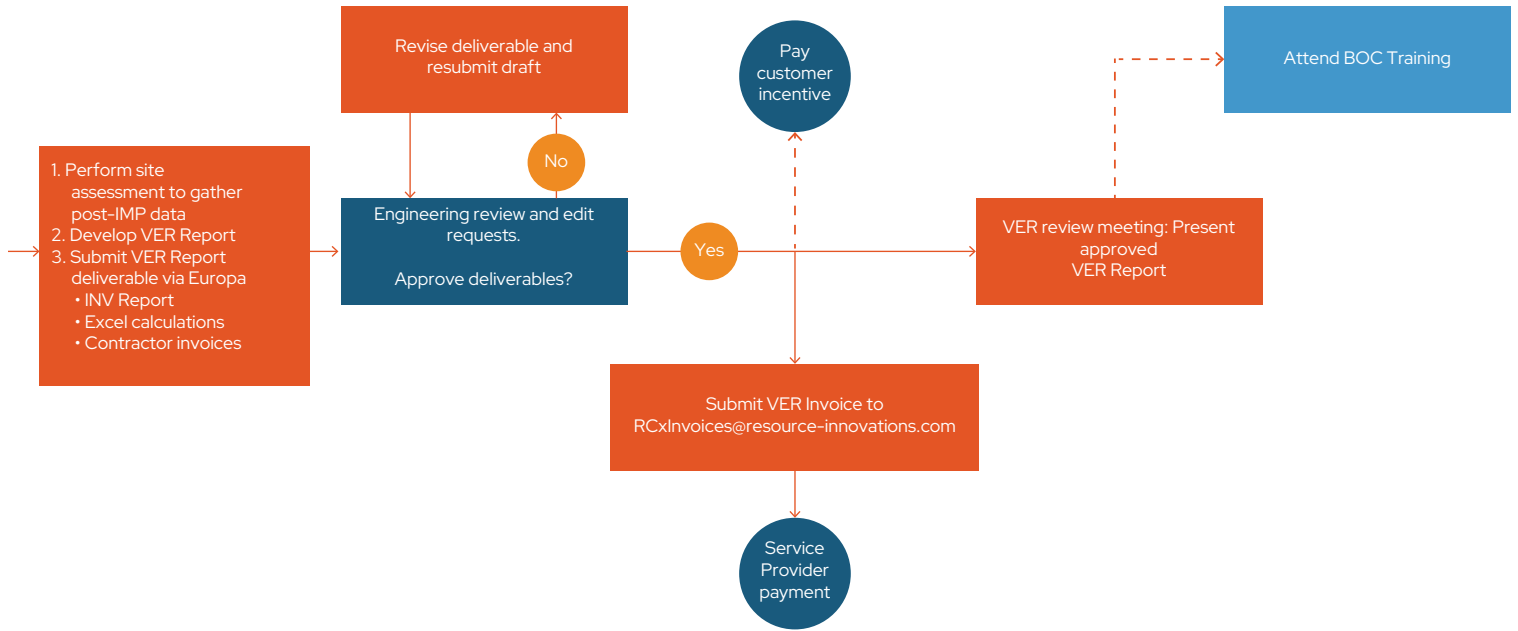 Revise deliverable and
resubmit draft
Pay
customer
incentive
Attend BOC Training
No
1. Perform site
assessment to gather
post-IMP data
2. Develop VER Report
3. Submit VER Report
deliverable via Europa
• INV Report
• Excel calculations
• Contractor invoices
Engineering review and edit
requests.
Approve deliverables?
Yes
VER review meeting: Present
approved
VER Report
Submit VER Invoice to
RCxInvoices@resource-innovations.com
Service
Provider
payment